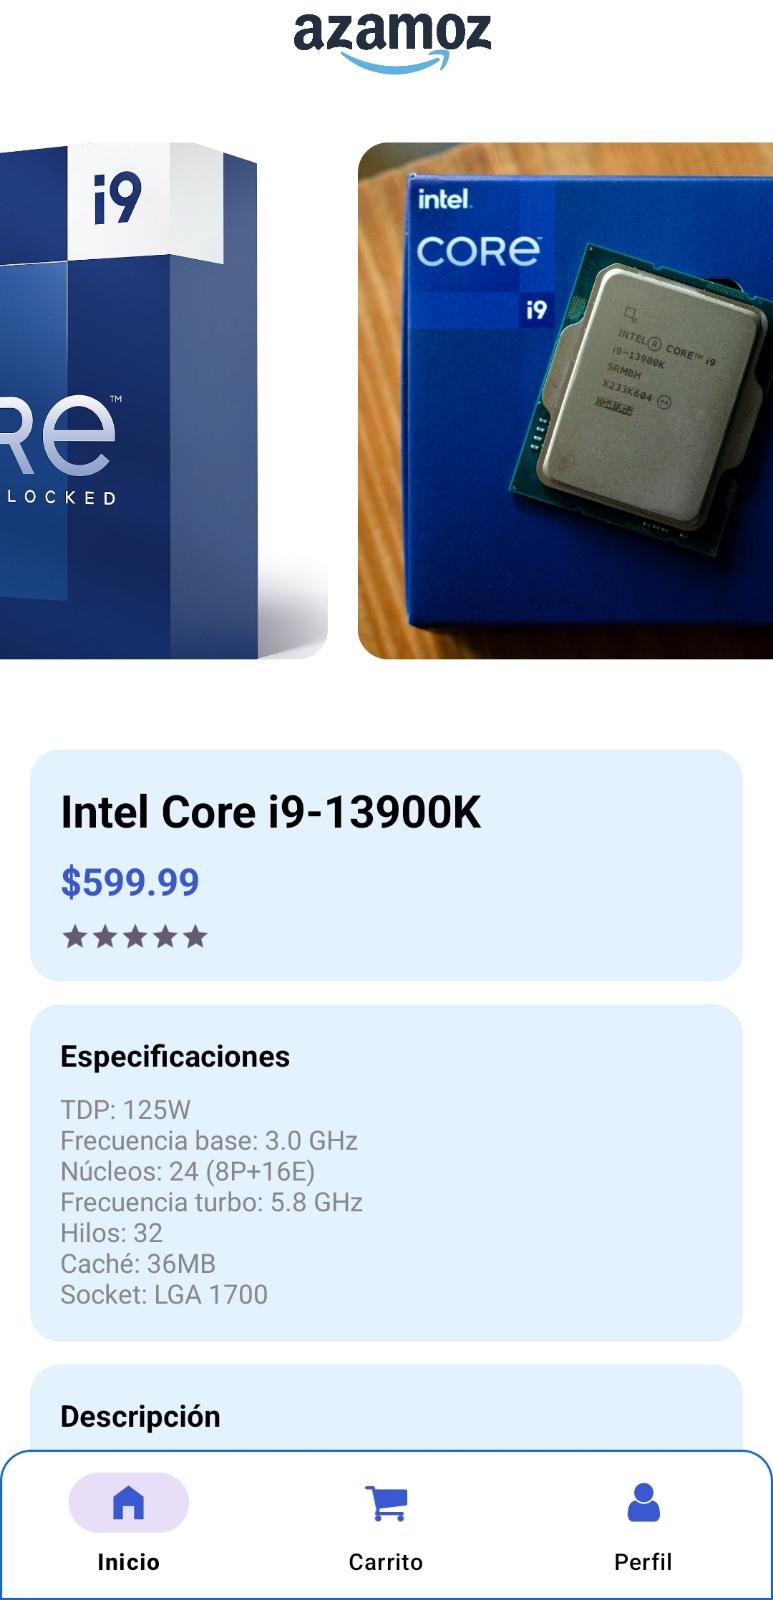 azamoz
i9
RE™
LOCKED
intel.
CORE™
i9
INTEL® CORE™ i9
i9-13900K
SRMBH
X233K604
Intel Core i9-13900K
$599.99
Especificaciones
TDP: 125W
Frecuencia base: 3.0 GHz
Núcleos: 24 (8P+16E)
Frecuencia turbo: 5.8 GHz
Hilos: 32
Caché: 36MB
Socket: LGA 1700
Descripción
Inicio
Carrito
Perfil